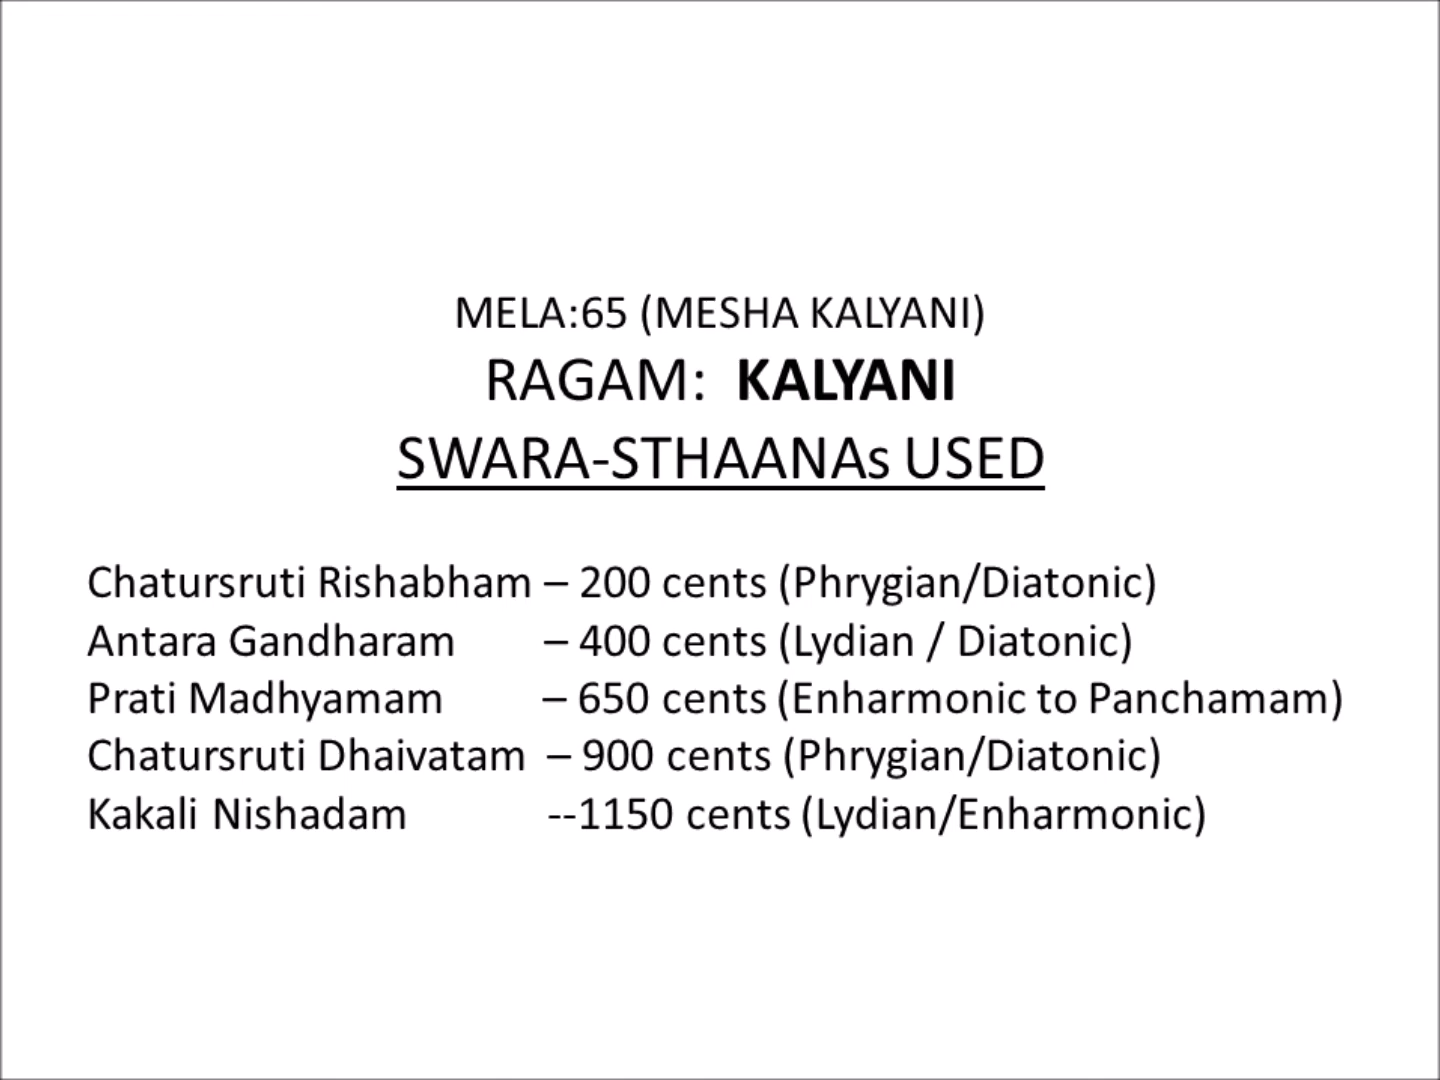 MELA:65 (MESHA KALYANI)
RAGAM: KALYANI
SWARA-STHAANAs USED
Chatursruti Rishabham – 200 cents (Phrygian/Diatonic)
Antara Gandharam – 400 cents (Lydian / Diatonic)
Prati Madhyamam – 650 cents (Enharmonic to Panchamam)
Chatursruti Dhaivatam – 900 cents (Phrygian/Diatonic)
Kakali Nishadam --1150 cents (Lydian/Enharmonic)